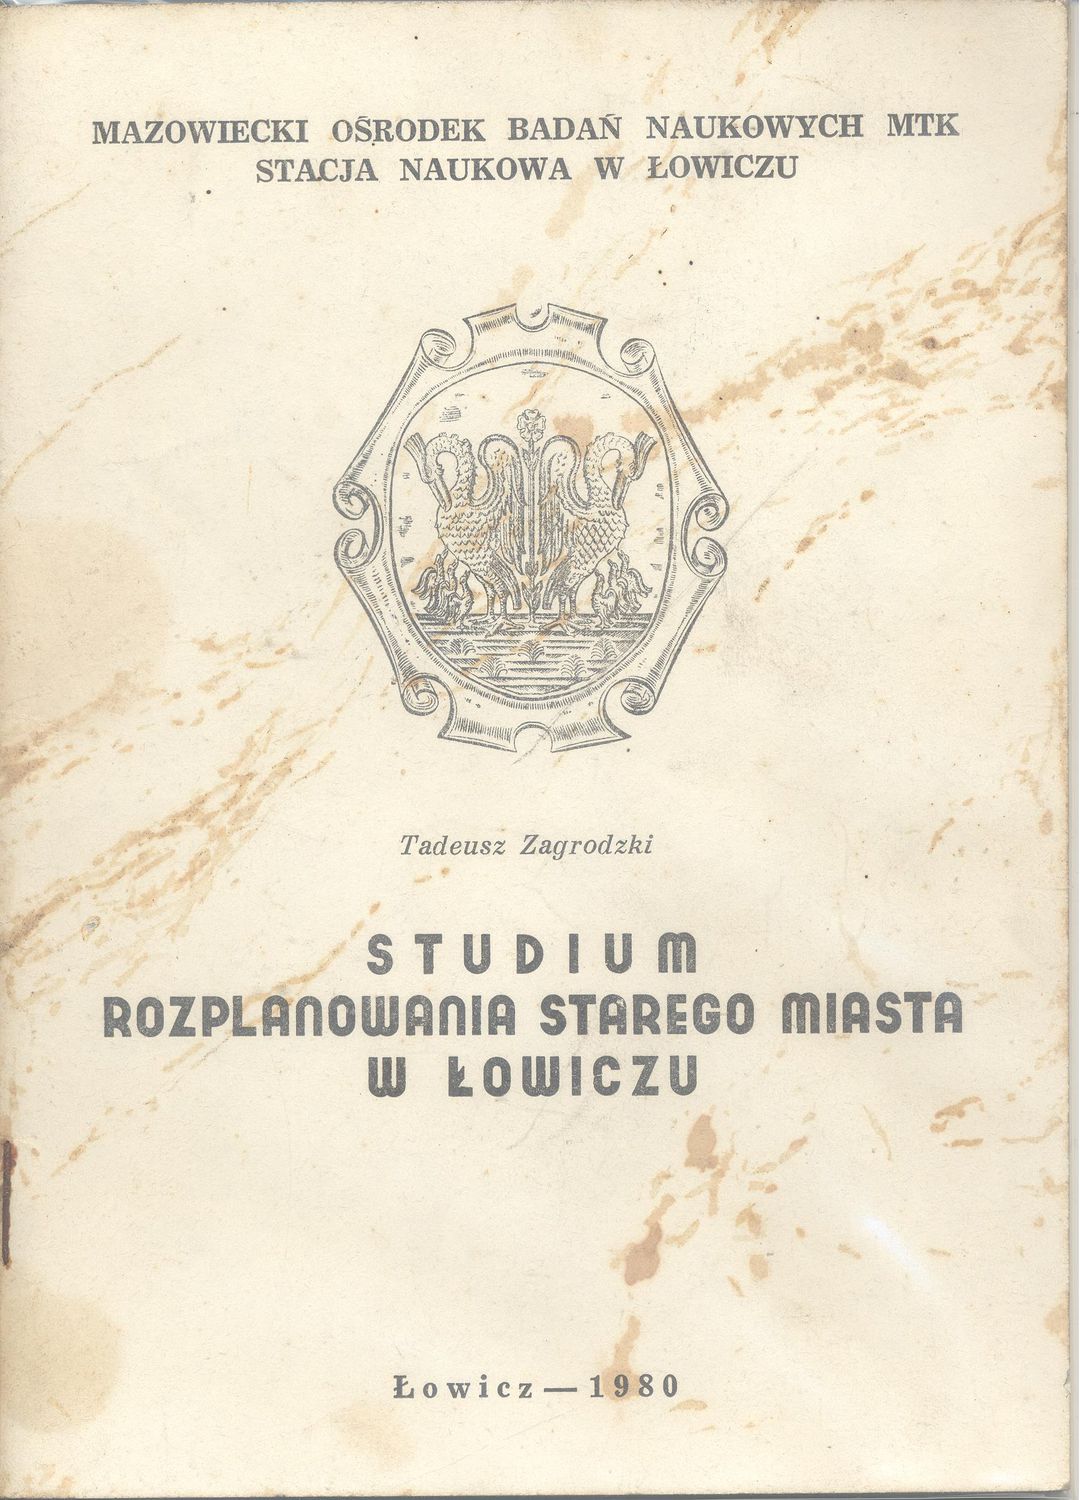 MAZOWIECKI OŚRODEK BADAŃ NAUKOWYCH MTK
STACJA NAUKOWA W ŁOWICZU
Tadeusz Zagrodzki
STUDIUM
ROZPLANOWANIA STAREGO MIASTA
W ŁOWICZU
Łowicz — 1980